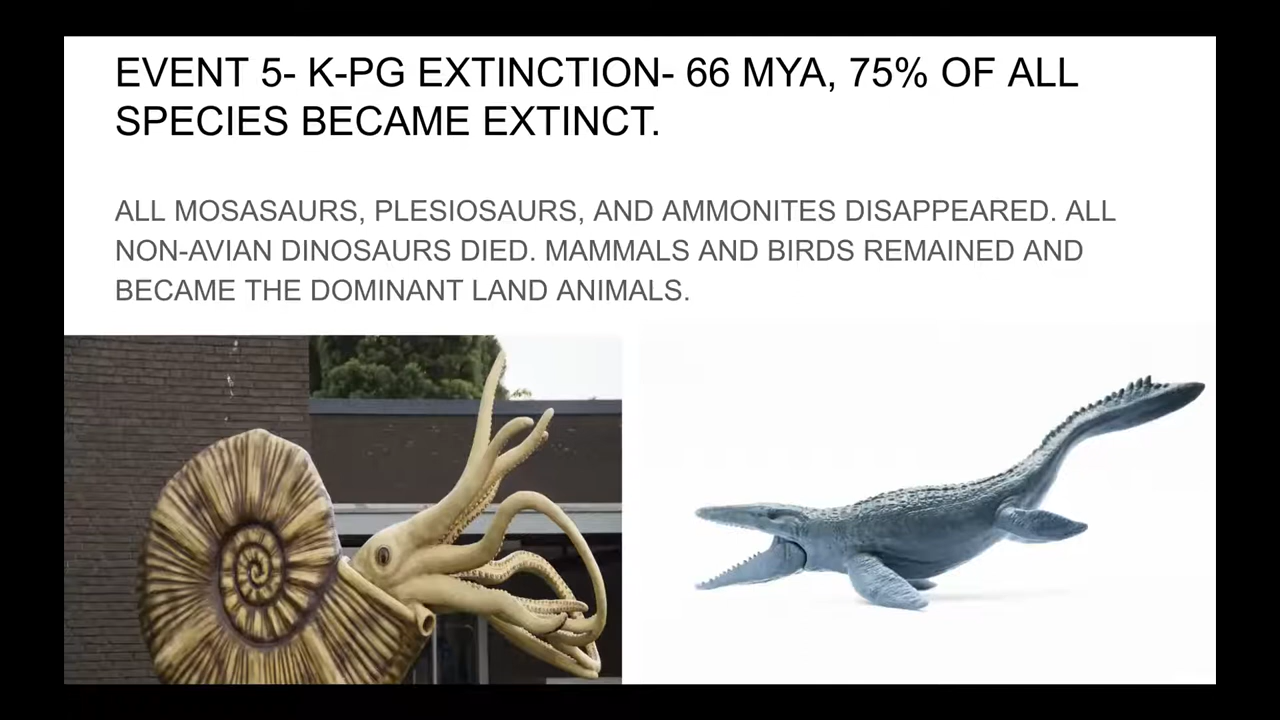 EVENT 5- K-PG EXTINCTION- 66 MYA, 75% OF ALL
SPECIES BECAME EXTINCT.
ALL MOSASAURS, PLESIOSAURS, AND AMMONITES DISAPPEARED. ALL
NON-AVIAN DINOSAURS DIED. MAMMALS AND BIRDS REMAINED AND
BECAME THE DOMINANT LAND ANIMALS.